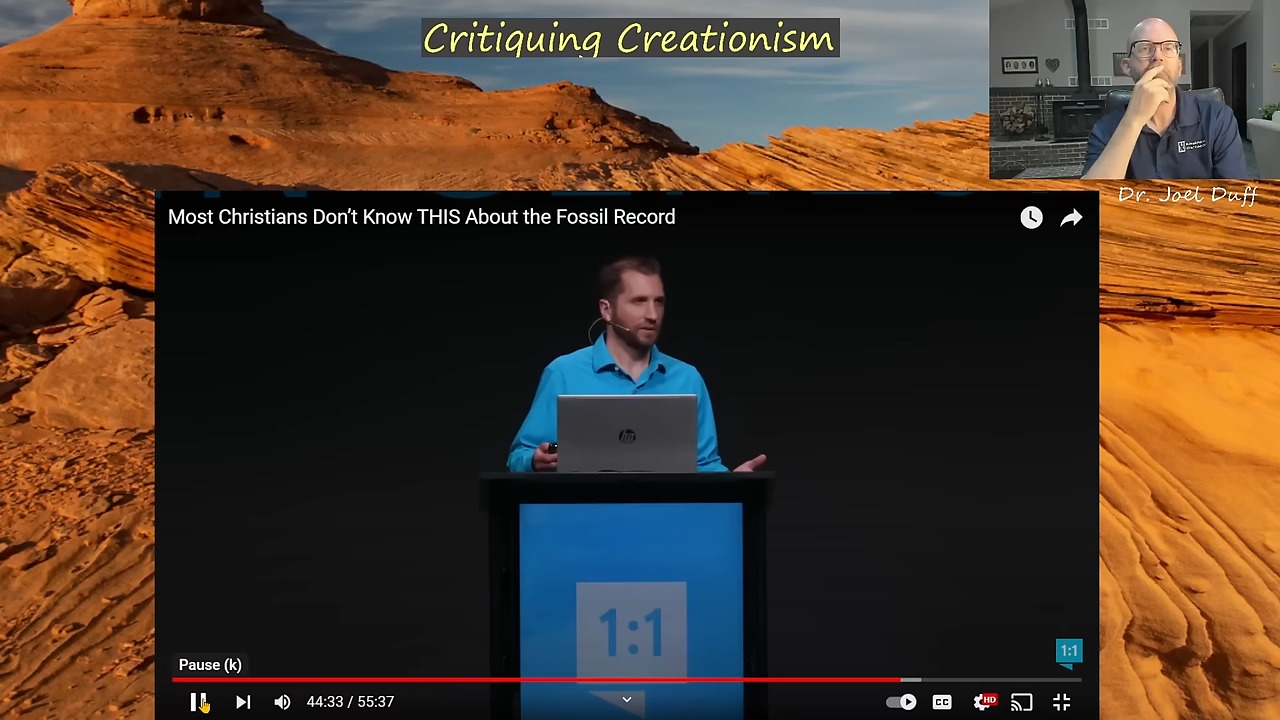 Critiquing Creationism
Dr. Joel Duff
Most Christians Don't Know THIS About the Fossil Record
hp
1:1
1:1
Pause (k)
44:33 / 55:37
CC
HD